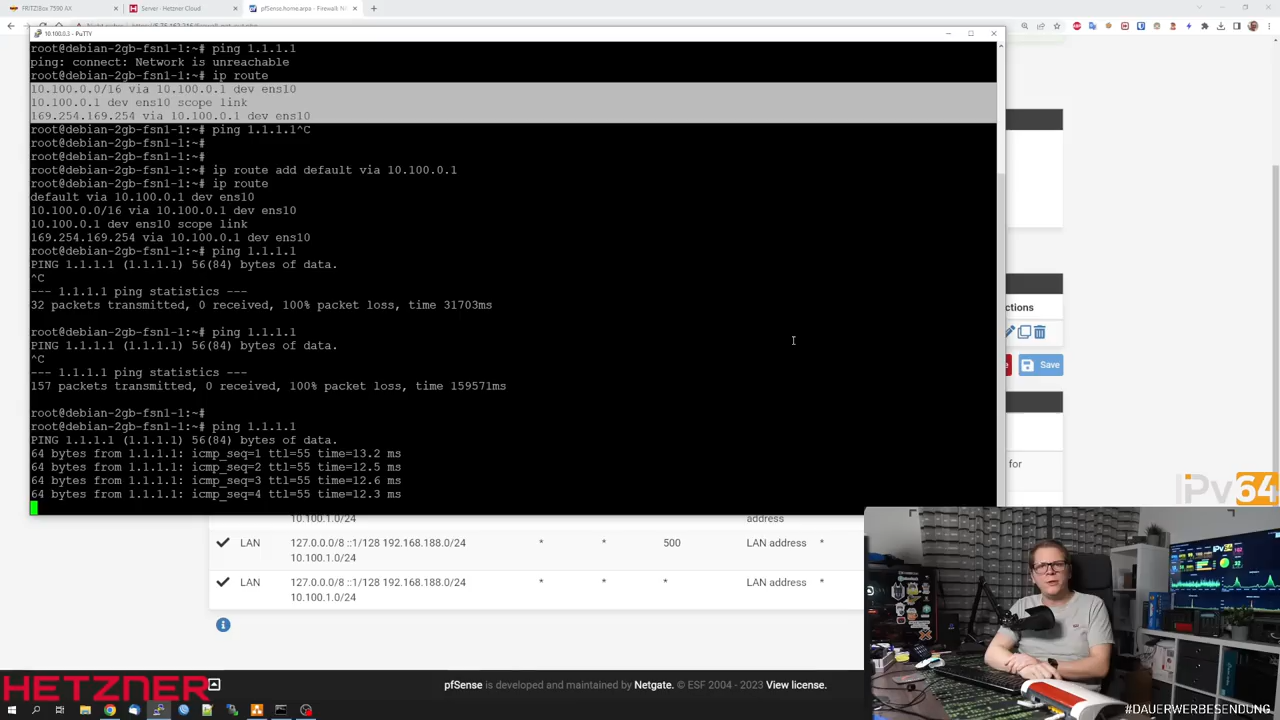 FRITZ!Box 7590 AX
Server · Hetzner Cloud
pfSense.home.arpa - Firewall: N
10.100.0.3 - PuTTY
root@debian-2gb-fsn1-1:~# ping 1.1.1.1
ping: connect: Network is unreachable
root@debian-2gb-fsn1-1:~# ip route
10.100.0.0/16 via 10.100.0.1 dev ens10
10.100.0.1 dev ens10 scope link
169.254.169.254 via 10.100.0.1 dev ens10
root@debian-2gb-fsn1-1:~# ping 1.1.1.1^C
root@debian-2gb-fsn1-1:~#
root@debian-2gb-fsn1-1:~#
root@debian-2gb-fsn1-1:~# ip route add default via 10.100.0.1
root@debian-2gb-fsn1-1:~# ip route
default via 10.100.0.1 dev ens10
10.100.0.0/16 via 10.100.0.1 dev ens10
10.100.0.1 dev ens10 scope link
169.254.169.254 via 10.100.0.1 dev ens10
root@debian-2gb-fsn1-1:~# ping 1.1.1.1
PING 1.1.1.1 (1.1.1.1) 56(84) bytes of data.
^C
--- 1.1.1.1 ping statistics ---
32 packets transmitted, 0 received, 100% packet loss, time 31703ms
root@debian-2gb-fsn1-1:~# ping 1.1.1.1
PING 1.1.1.1 (1.1.1.1) 56(84) bytes of data.
^C
--- 1.1.1.1 ping statistics ---
157 packets transmitted, 0 received, 100% packet loss, time 159571ms
root@debian-2gb-fsn1-1:~#
root@debian-2gb-fsn1-1:~# ping 1.1.1.1
PING 1.1.1.1 (1.1.1.1) 56(84) bytes of data.
64 bytes from 1.1.1.1: icmp_seq=1 ttl=55 time=13.2 ms
64 bytes from 1.1.1.1: icmp_seq=2 ttl=55 time=12.5 ms
64 bytes from 1.1.1.1: icmp_seq=3 ttl=55 time=12.6 ms
64 bytes from 1.1.1.1: icmp_seq=4 ttl=55 time=12.3 ms
ctions
Save
for
IPv64
10.100.1.0/24 address
LAN 127.0.0.0/8 ::1/128 192.168.188.0/24 * * 500 LAN address *
10.100.1.0/24
LAN 127.0.0.0/8 ::1/128 192.168.188.0/24 * * * LAN address *
10.100.1.0/24
HETZNER
pfSense is developed and maintained by Netgate. © ESF 2004 - 2023 View license.
#DAUERWERBESENDUNG